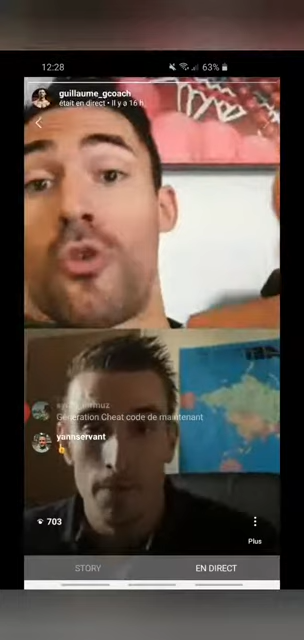 12:28
63%
guillaume_gcoach
était en direct • Il y a 16 h
Génération Cheat code de maintenant
yannservant
703
Plus
STORY
EN DIRECT